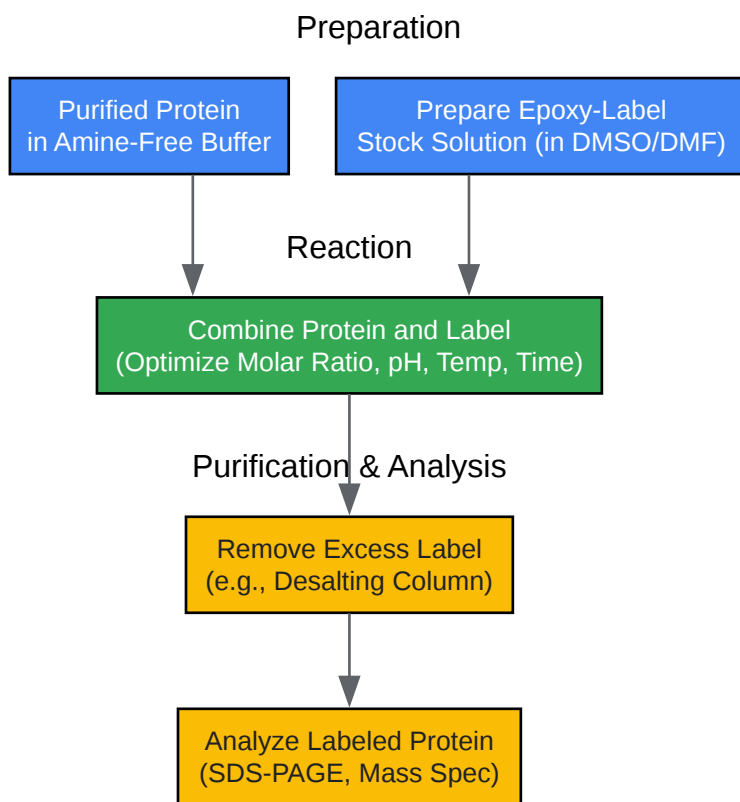 Preparation
Purified Protein
in Amine-Free Buffer
Prepare Epoxy-Label
Stock Solution (in DMSO/DMF)
Reaction
Combine Protein and Label
(Optimize Molar Ratio, pH, Temp, Time)
Purification & Analysis
Remove Excess Label
(e.g., Desalting Column)
Analyze Labeled Protein
(SDS-PAGE, Mass Spec)